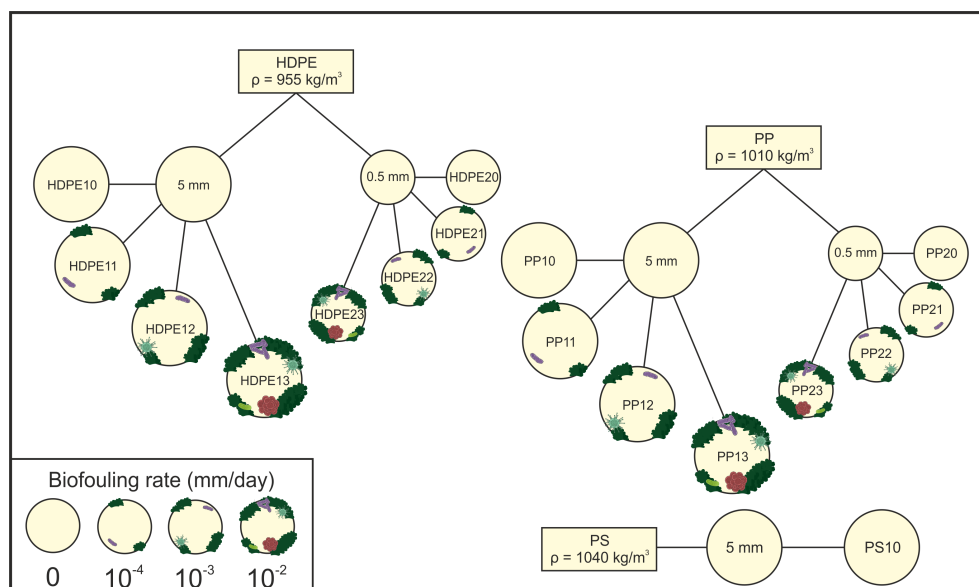 HDPE
ρ = 955 kg/m³
HDPE10
5 mm
0.5 mm
HDPE20
HDPE11
HDPE21
HDPE12
HDPE22
HDPE13
HDPE23
PP
ρ = 1010 kg/m³
PP10
5 mm
0.5 mm
PP20
PP11
PP21
PP12
PP22
PP13
PP23
PS
ρ = 1040 kg/m³
5 mm
PS10
Biofouling rate (mm/day)
0 10⁻⁴ 10⁻³ 10⁻²